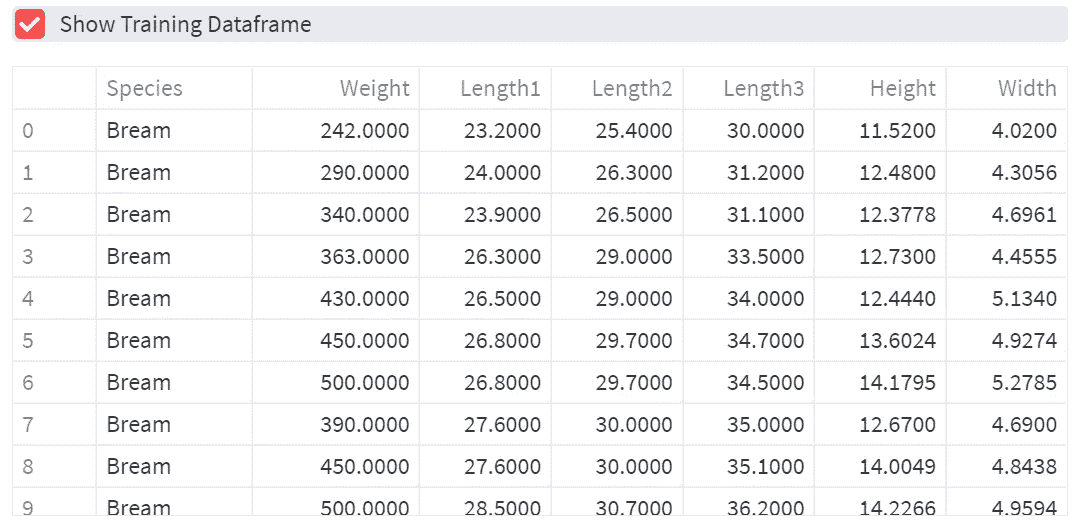 Show Training Dataframe
Species Weight Length1 Length2 Length3 Height Width
0 Bream 242.0000 23.2000 25.4000 30.0000 11.5200 4.0200
1 Bream 290.0000 24.0000 26.3000 31.2000 12.4800 4.3056
2 Bream 340.0000 23.9000 26.5000 31.1000 12.3778 4.6961
3 Bream 363.0000 26.3000 29.0000 33.5000 12.7300 4.4555
4 Bream 430.0000 26.5000 29.0000 34.0000 12.4440 5.1340
5 Bream 450.0000 26.8000 29.7000 34.7000 13.6024 4.9274
6 Bream 500.0000 26.8000 29.7000 34.5000 14.1795 5.2785
7 Bream 390.0000 27.6000 30.0000 35.0000 12.6700 4.6900
8 Bream 450.0000 27.6000 30.0000 35.1000 14.0049 4.8438
9 Bream 500.0000 28.5000 30.7000 36.2000 14.2266 4.9594